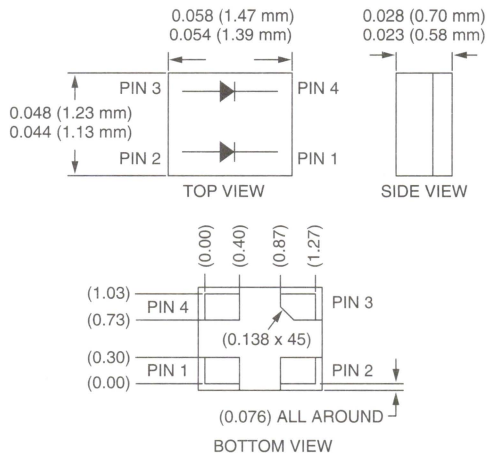 0.058 (1.47 mm)
0.054 (1.39 mm)
0.028 (0.70 mm)
0.023 (0.58 mm)
PIN 3
PIN 4
0.048 (1.23 mm)
0.044 (1.13 mm)
PIN 2
PIN 1
TOP VIEW
SIDE VIEW
(0.00)
(0.40)
(0.87)
(1.27)
(1.03)
PIN 4
PIN 3
(0.73)
(0.138 x 45)
(0.30)
PIN 1
PIN 2
(0.00)
(0.076) ALL AROUND
BOTTOM VIEW